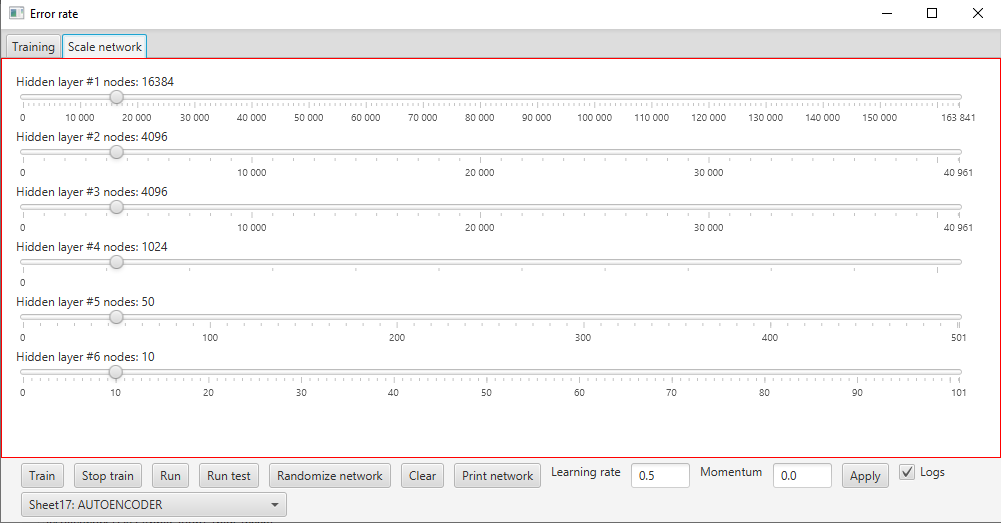 Error rate
Training Scale network
Hidden layer #1 nodes: 16384
0 10 000 20 000 30 000 40 000 50 000 60 000 70 000 80 000 90 000 100 000 110 000 120 000 130 000 140 000 150 000 163 841
Hidden layer #2 nodes: 4096
0 10 000 20 000 30 000 40 961
Hidden layer #3 nodes: 4096
0 10 000 20 000 30 000 40 961
Hidden layer #4 nodes: 1024
0
Hidden layer #5 nodes: 50
0 100 200 300 400 501
Hidden layer #6 nodes: 10
0 10 20 30 40 50 60 70 80 90 101
Train Stop train Run Run test Randomize network Clear Print network Learning rate 0.5 Momentum 0.0 Apply Logs
Sheet17: AUTOENCODER